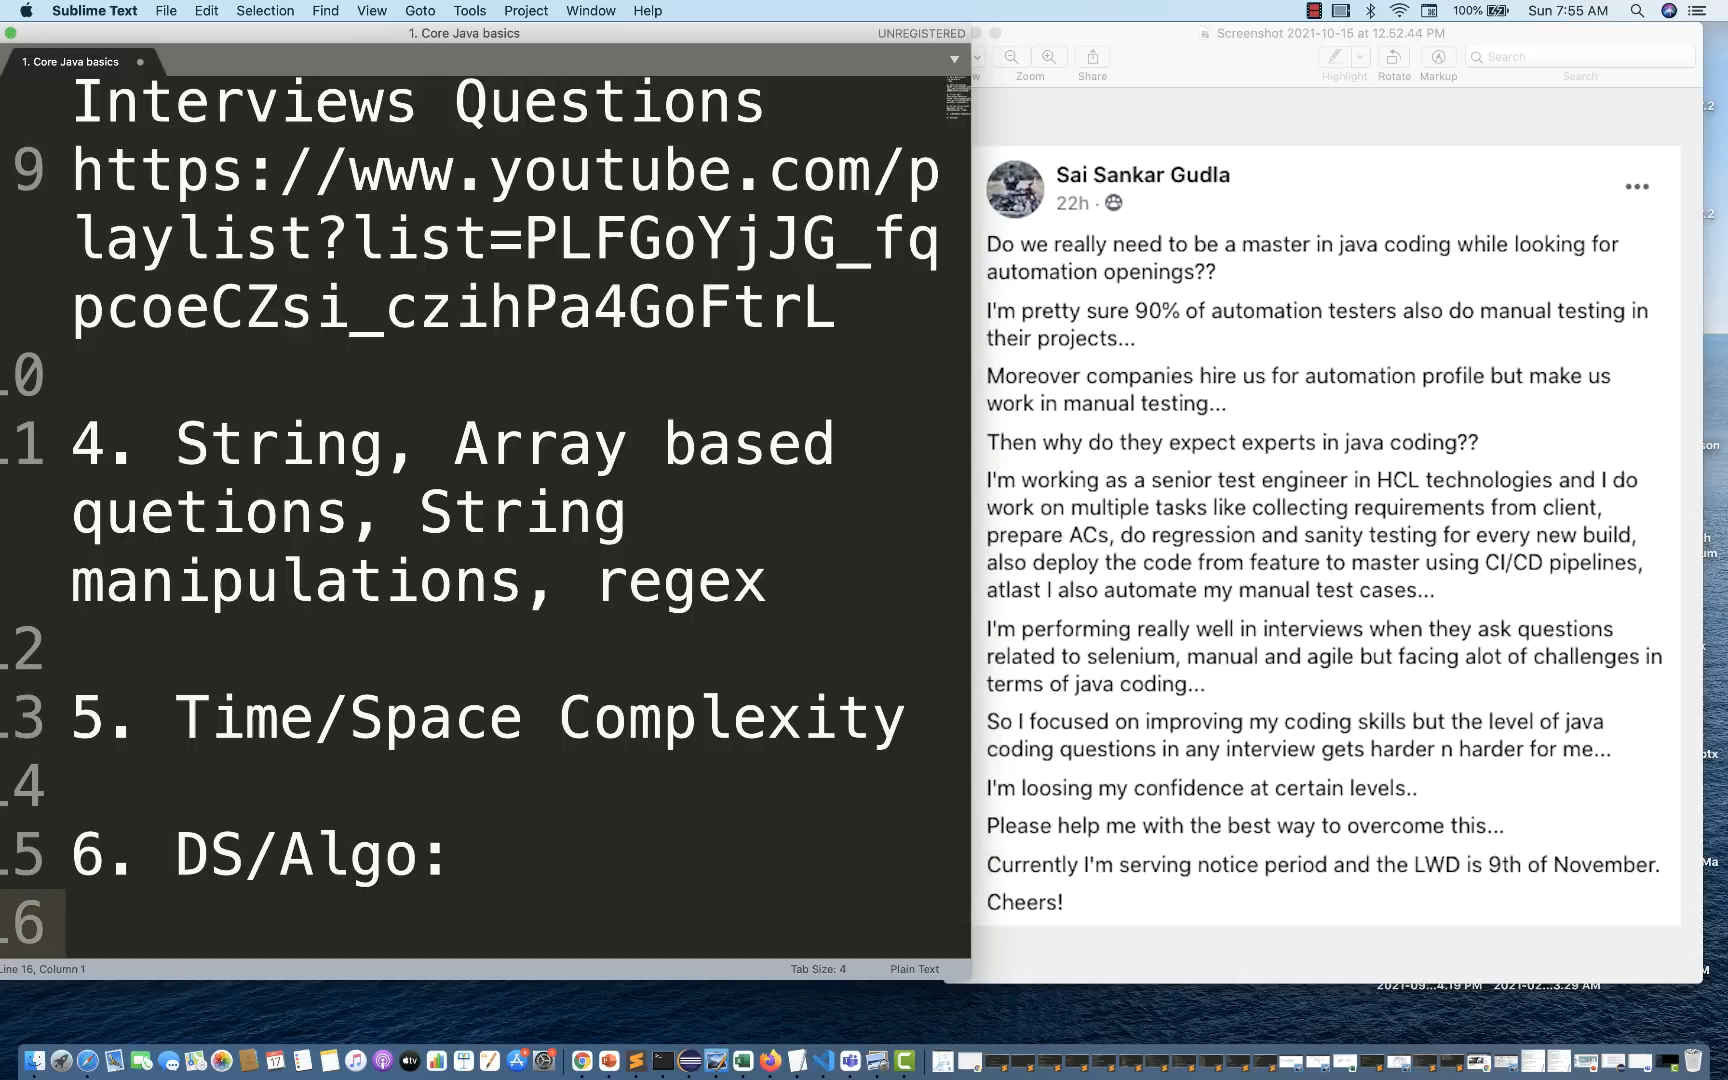 Sublime Text File Edit Selection Find View Goto Tools Project Window Help 100% Sun 7:55 AM
1. Core Java basics UNREGISTERED
1. Core Java basics
Interviews Questions
9 https://www.youtube.com/p
laylist?list=PLFGoYjJG_fq
pcoeCZsi_czihPa4GoFtrL
10
11 4. String, Array based
quetions, String
manipulations, regex
12
13 5. Time/Space Complexity
14
15 6. DS/Algo:
16
Line 16, Column 1 Tab Size: 4 Plain Text
Screenshot 2021-10-15 at 12.52.44 PM
Search
Zoom Share Highlight Rotate Markup Search
Sai Sankar Gudla
22h ·
Do we really need to be a master in java coding while looking for
automation openings??
I'm pretty sure 90% of automation testers also do manual testing in
their projects...
Moreover companies hire us for automation profile but make us
work in manual testing...
Then why do they expect experts in java coding??
I'm working as a senior test engineer in HCL technologies and I do
work on multiple tasks like collecting requirements from client,
prepare ACs, do regression and sanity testing for every new build,
also deploy the code from feature to master using CI/CD pipelines,
atlast I also automate my manual test cases...
I'm performing really well in interviews when they ask questions
related to selenium, manual and agile but facing alot of challenges in
terms of java coding...
So I focused on improving my coding skills but the level of java
coding questions in any interview gets harder n harder for me...
I'm loosing my confidence at certain levels..
Please help me with the best way to overcome this...
Currently I'm serving notice period and the LWD is 9th of November.
Cheers!